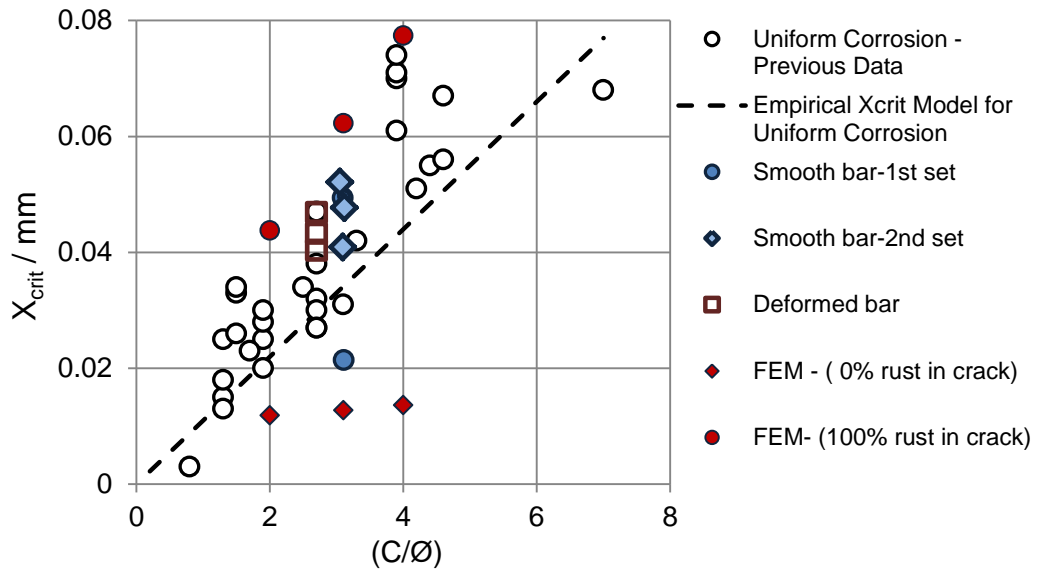 0.08
0.06
0.04
0.02
0
X_crit / mm
0
2
4
6
8
(C/Ø)
Uniform Corrosion -
Previous Data
Empirical Xcrit Model for
Uniform Corrosion
Smooth bar-1st set
Smooth bar-2nd set
Deformed bar
FEM - ( 0% rust in crack)
FEM- (100% rust in crack)